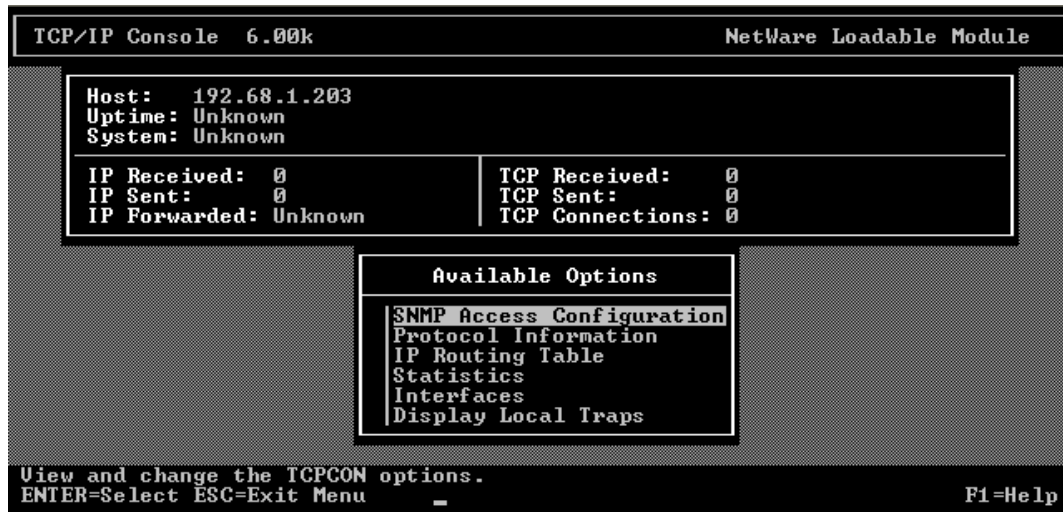 TCP/IP Console 6.00k NetWare Loadable Module
Host: 192.68.1.203
Uptime: Unknown
System: Unknown
IP Received: 0 TCP Received: 0
IP Sent: 0 TCP Sent: 0
IP Forwarded: Unknown TCP Connections: 0
Available Options
SNMP Access Configuration
Protocol Information
IP Routing Table
Statistics
Interfaces
Display Local Traps
View and change the TCPCON options.
ENTER=Select ESC=Exit Menu F1=Help